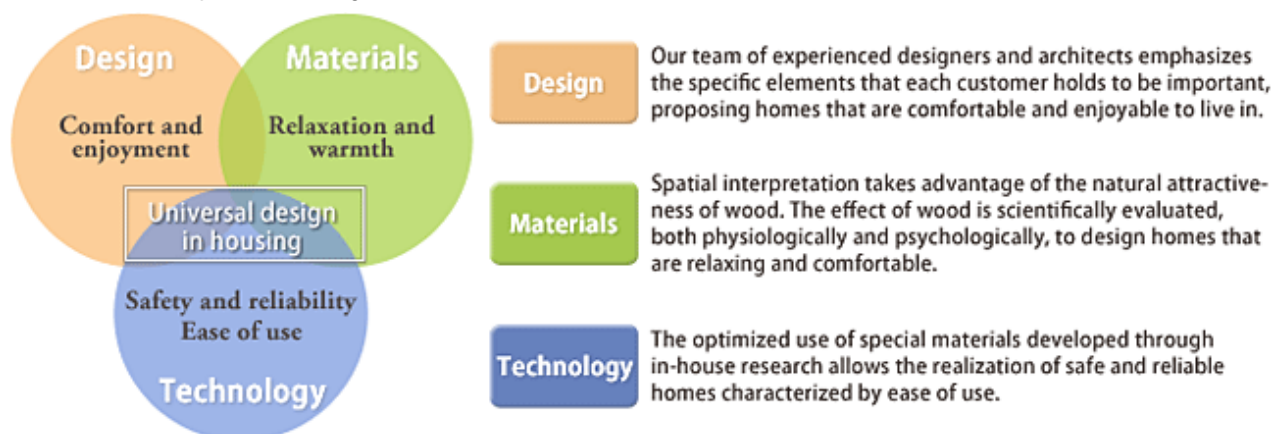 Design
Comfort and
enjoyment
Materials
Relaxation and
warmth
Universal design
in housing
Safety and reliability
Ease of use
Technology
Design
Our team of experienced designers and architects emphasizes
the specific elements that each customer holds to be important,
proposing homes that are comfortable and enjoyable to live in.
Materials
Spatial interpretation takes advantage of the natural attractive-
ness of wood. The effect of wood is scientifically evaluated,
both physiologically and psychologically, to design homes that
are relaxing and comfortable.
Technology
The optimized use of special materials developed through
in-house research allows the realization of safe and reliable
homes characterized by ease of use.